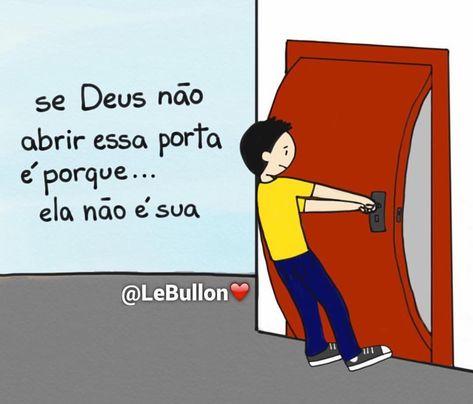 se Deus não
abrir essa porta
é porque...
ela não é sua
@LeBullon❤️